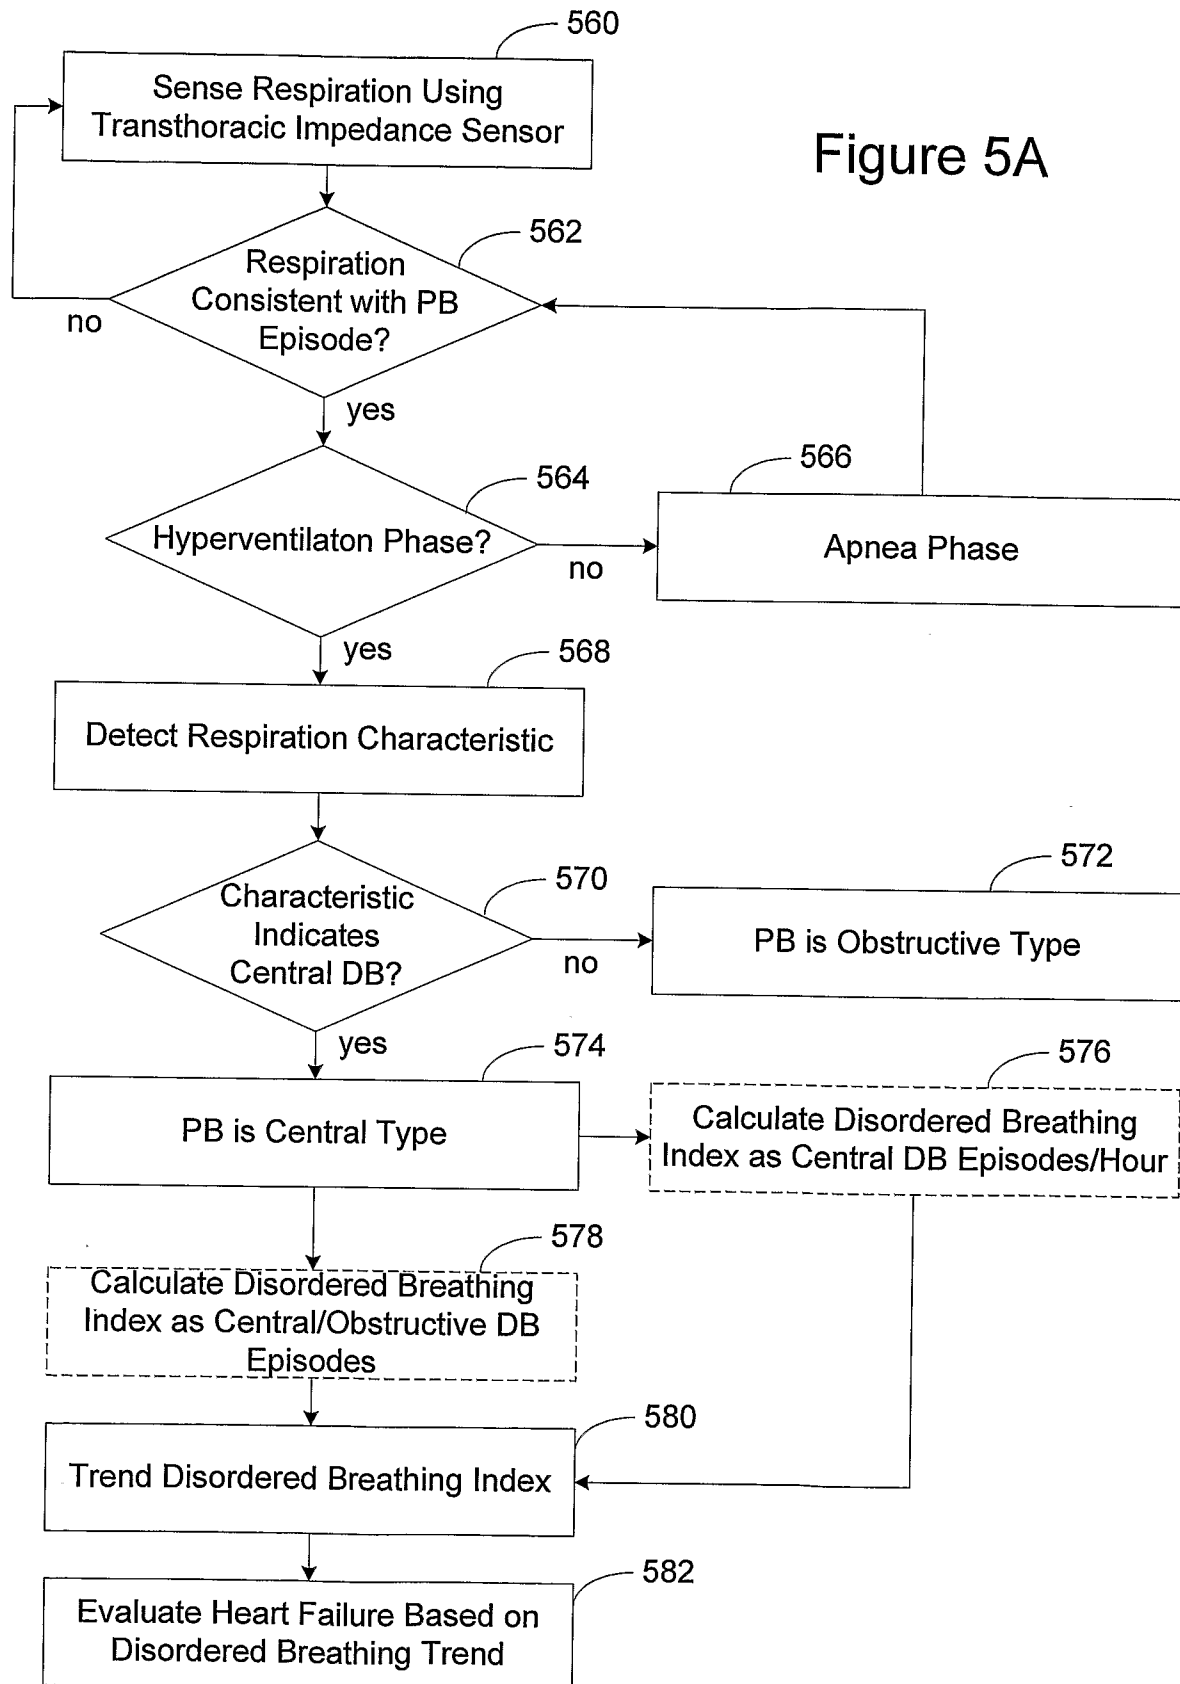 560
Sense Respiration Using
Transthoracic Impedance Sensor
Figure 5A
562
Respiration
Consistent with PB
Episode?
no
yes
564
Hyperventilaton Phase?
no
566
Apnea Phase
yes
568
Detect Respiration Characteristic
570
Characteristic
Indicates
Central DB?
no
572
PB is Obstructive Type
yes
574
PB is Central Type
576
Calculate Disordered Breathing
Index as Central DB Episodes/Hour
578
Calculate Disordered Breathing
Index as Central/Obstructive DB
Episodes
580
Trend Disordered Breathing Index
582
Evaluate Heart Failure Based on
Disordered Breathing Trend